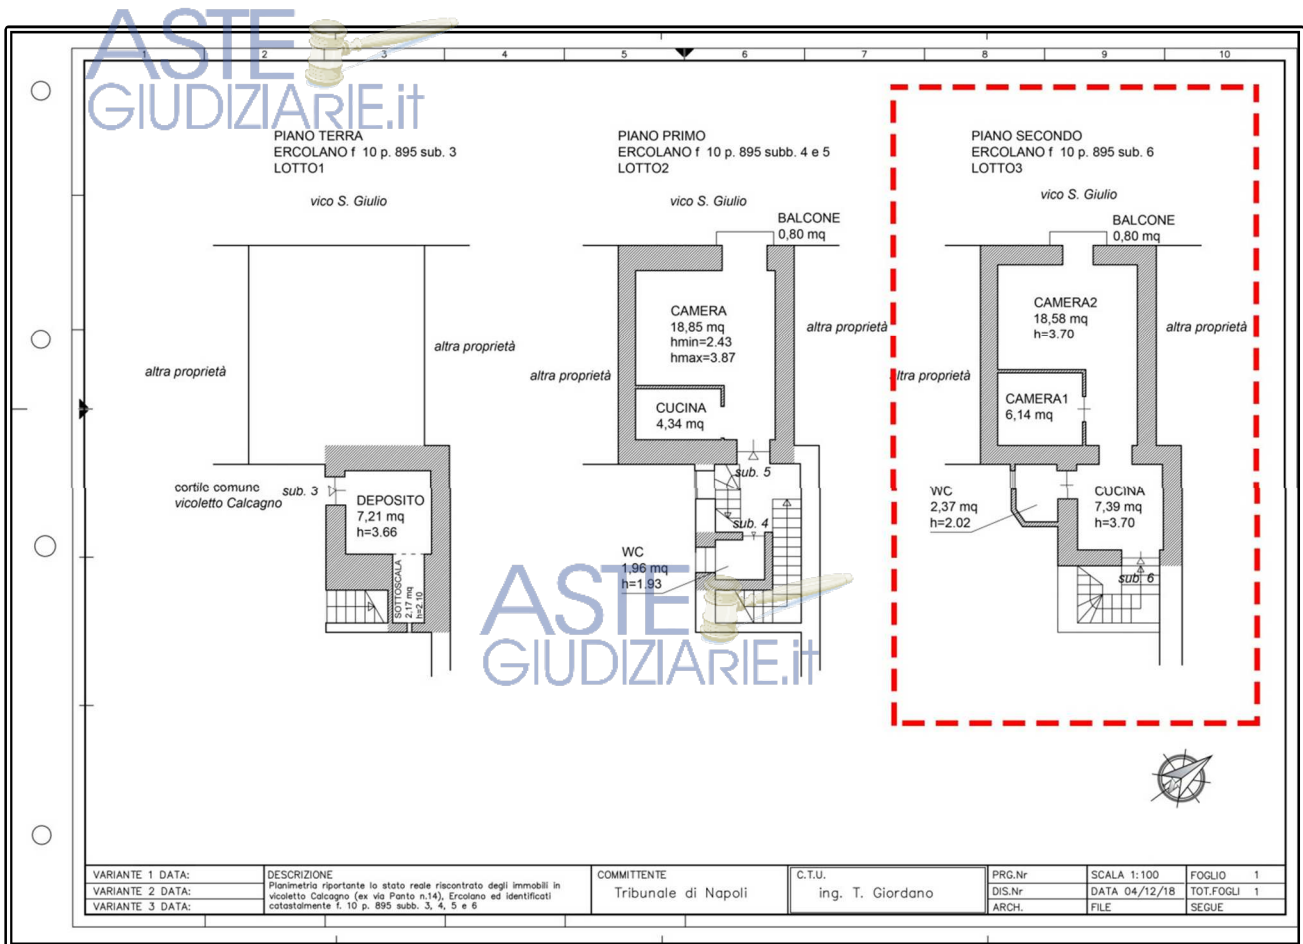 ASTE
GIUDIZIARIE.it
1 2 3 4 5 6 7 8 9 10
PIANO TERRA
ERCOLANO f 10 p. 895 sub. 3
LOTTO1
vico S. Giulio
altra proprietà
altra proprietà
cortile comune
vicoletto Calcagno
sub. 3
DEPOSITO
7,21 mq
h=3.66
SOTTOSCALA
2.17 mq
h=2.10
PIANO PRIMO
ERCOLANO f 10 p. 895 subb. 4 e 5
LOTTO2
vico S. Giulio
BALCONE
0,80 mq
CAMERA
18,85 mq
hmin=2.43
hmax=3.87
altra proprietà
altra proprietà
CUCINA
4,34 mq
sub. 5
sub. 4
WC
1,96 mq
h=1.93
ASTE
GIUDIZIARIE.it
PIANO SECONDO
ERCOLANO f 10 p. 895 sub. 6
LOTTO3
vico S. Giulio
BALCONE
0,80 mq
CAMERA2
18,58 mq
h=3.70
altra proprietà
altra proprietà
CAMERA1
6,14 mq
WC
2,37 mq
h=2.02
CUCINA
7,39 mq
h=3.70
sub. 6
N
VARIANTE 1 DATA:
VARIANTE 2 DATA:
VARIANTE 3 DATA:
DESCRIZIONE
Planimetria riportante lo stato reale riscontrato degli immobili in
vicoletto Calcagno (ex via Panto n.14), Ercolano ed identificati
catastalmente f. 10 p. 895 subb. 3, 4, 5 e 6
COMMITTENTE
Tribunale di Napoli
C.T.U.
ing. T. Giordano
PRG.Nr
DIS.Nr
ARCH.
SCALA 1:100
DATA 04/12/18
FILE
FOGLIO 1
TOT.FOGLI 1
SEGUE